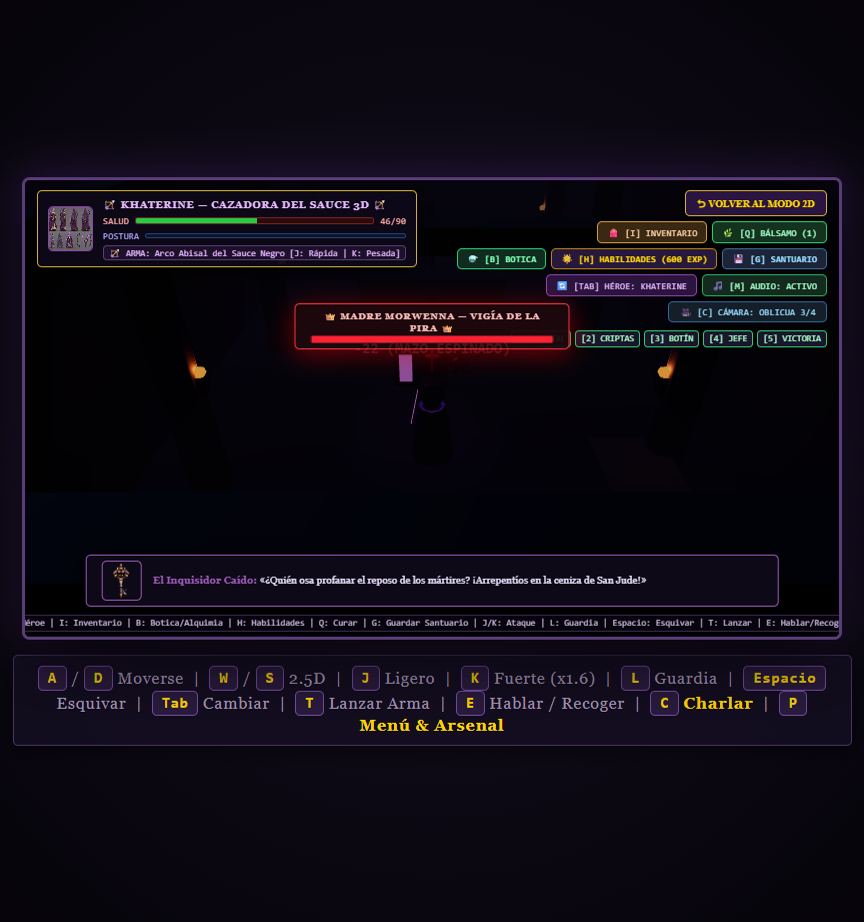 KHATERINE — CAZADORA DEL SAUCE 3D
SALUD 46/90
POSTURA
ARMA: Arco Abisal del Sauce Negro [J: Rápida | K: Pesada]
VOLVER AL MODO 2D
[I] INVENTARIO
[Q] BÁLSAMO (1)
[B] BOTICA
[H] HABILIDADES (600 EXP)
[G] SANTUARIO
[TAB] HÉROE: KHATERINE
[M] AUDIO: ACTIVO
[C] CÁMARA: OBLICUA 3/4
[2] CRIPTAS
[3] BOTÍN
[4] JEFE
[5] VICTORIA
MADRE MORWENNA — VIGÍA DE LA
PIRA
-22 (MAZO ESPINADO)
El Inquisidor Caído: «¿Quién osa profanar el reposo de los mártires? ¡Arrepentíos en la ceniza de San Jude!»
| I: Inventario | B: Botica/Alquimia | H: Habilidades | Q: Curar | G: Guardar Santuario | J/K: Ataque | L: Guardia | Espacio: Esquivar | T: Lanzar | E: Hablar/Recog
A / D Moverse | W / S 2.5D | J Ligero | K Fuerte (x1.6) | L Guardia | Espacio
Esquivar | Tab Cambiar | T Lanzar Arma | E Hablar / Recoger | C Charlar | P
Menú & Arsenal